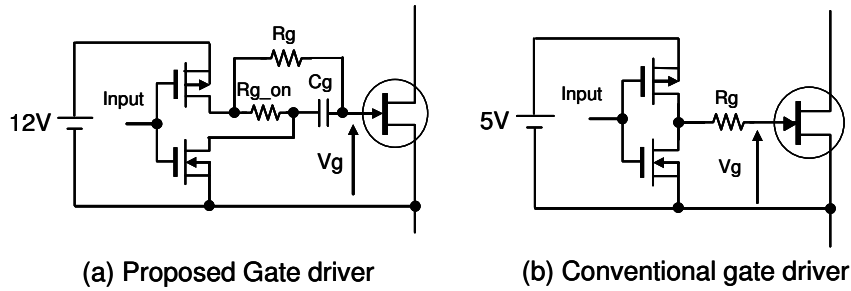 Rg
Rg_on
Cg
Input
12V
Vg
(a) Proposed Gate driver
Input
Rg
5V
Vg
(b) Conventional gate driver